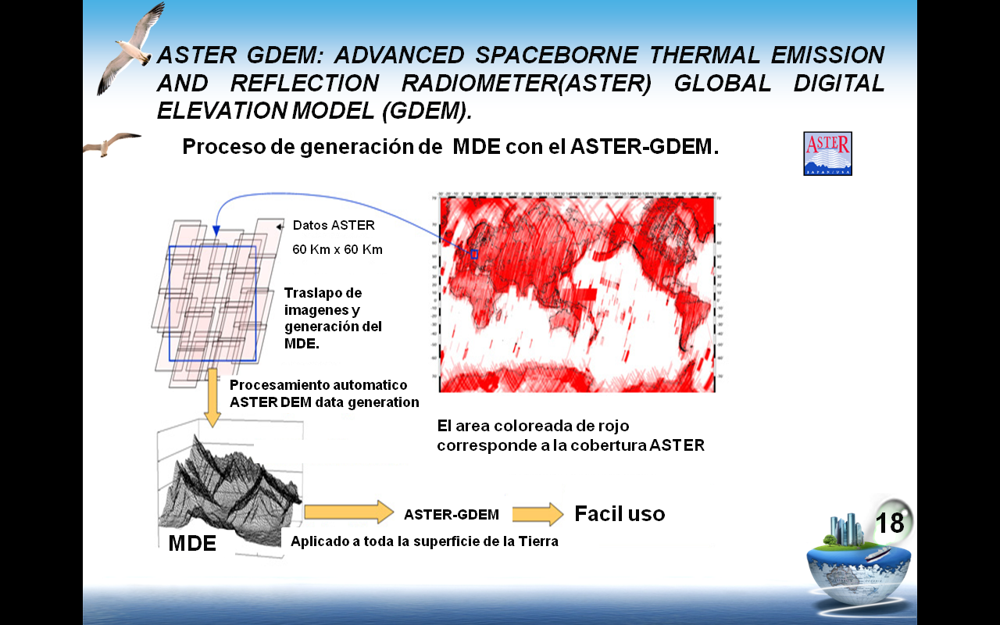 ASTER GDEM: ADVANCED SPACEBORNE THERMAL EMISSION
AND REFLECTION RADIOMETER(ASTER) GLOBAL DIGITAL
ELEVATION MODEL (GDEM).
Proceso de generación de MDE con el ASTER-GDEM.
ASTER
JAPAN/USA
Datos ASTER
60 Km x 60 Km
Traslapo de
imagenes y
generación del
MDE.
Procesamiento automatico
ASTER DEM data generation
El area coloreada de rojo
corresponde a la cobertura ASTER
ASTER-GDEM
Facil uso
MDE
Aplicado a toda la superficie de la Tierra
18